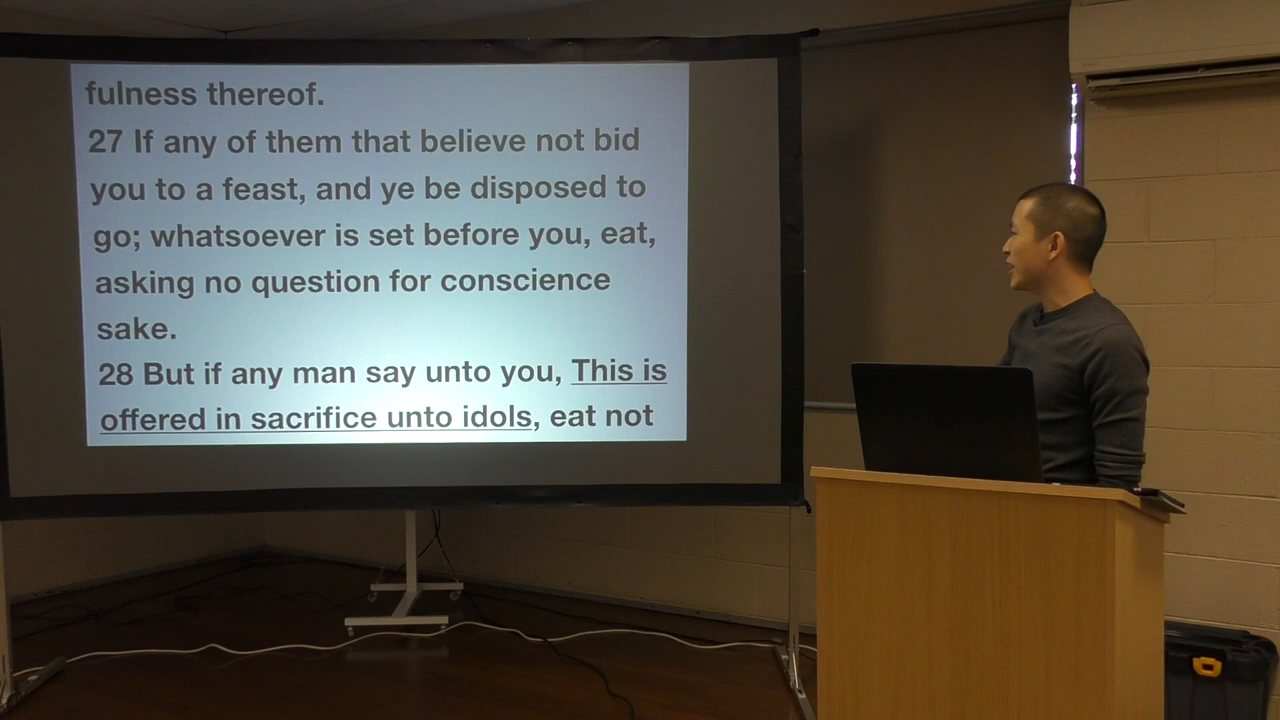 fulness thereof.
27 If any of them that believe not bid
you to a feast, and ye be disposed to
go; whatsoever is set before you, eat,
asking no question for conscience
sake.
28 But if any man say unto you, This is
offered in sacrifice unto idols, eat not